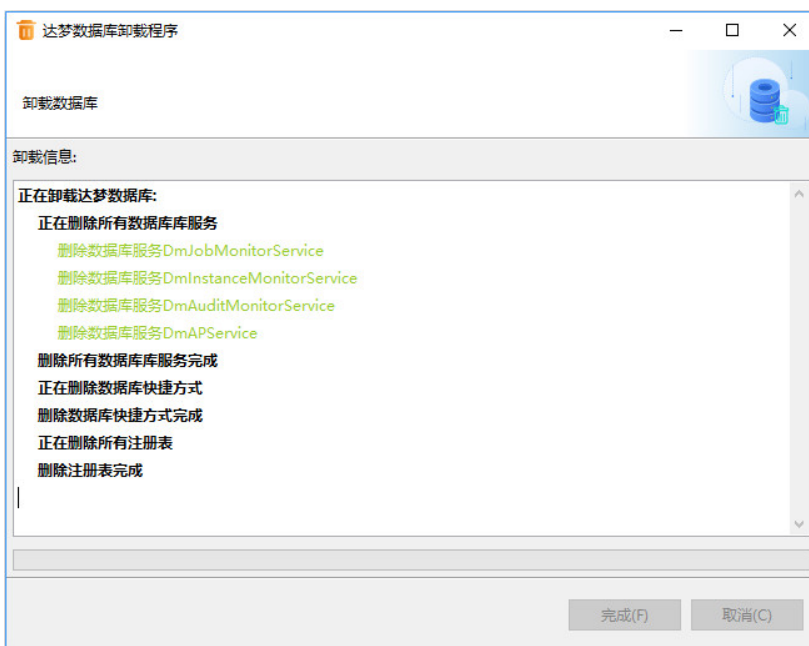 达梦数据库卸载程序
卸载数据库
卸载信息:
正在卸载达梦数据库:
正在删除所有数据库库服务
删除数据库服务DmJobMonitorService
删除数据库服务DmInstanceMonitorService
删除数据库服务DmAuditMonitorService
删除数据库服务DmAPService
删除所有数据库库服务完成
正在删除数据库快捷方式
删除数据库快捷方式完成
正在删除所有注册表
删除注册表完成
完成(F) 取消(C)